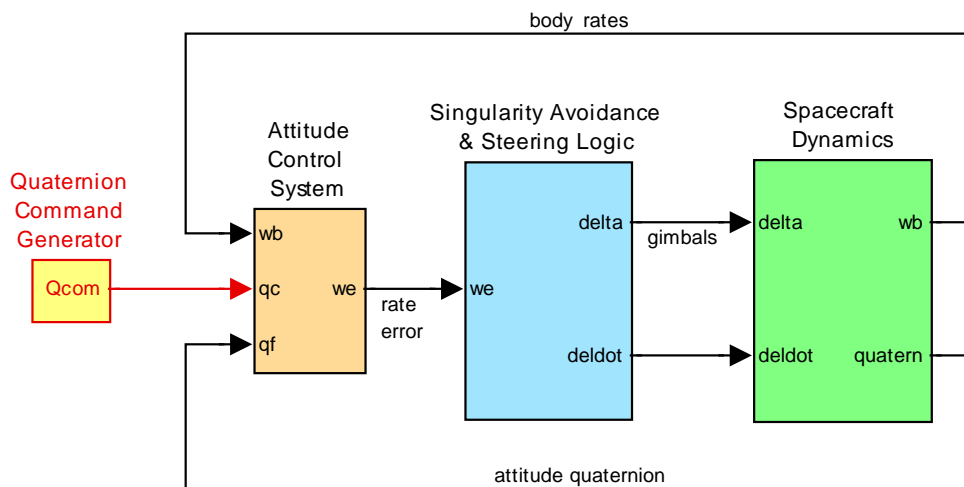 body rates
Singularity Avoidance
& Steering Logic
Spacecraft
Dynamics
Attitude
Control
System
Quaternion
Command
Generator
Qcom
wb
qc
qf
we
rate
error
we
delta
deldot
gimbals
delta
deldot
wb
quatern
attitude quaternion